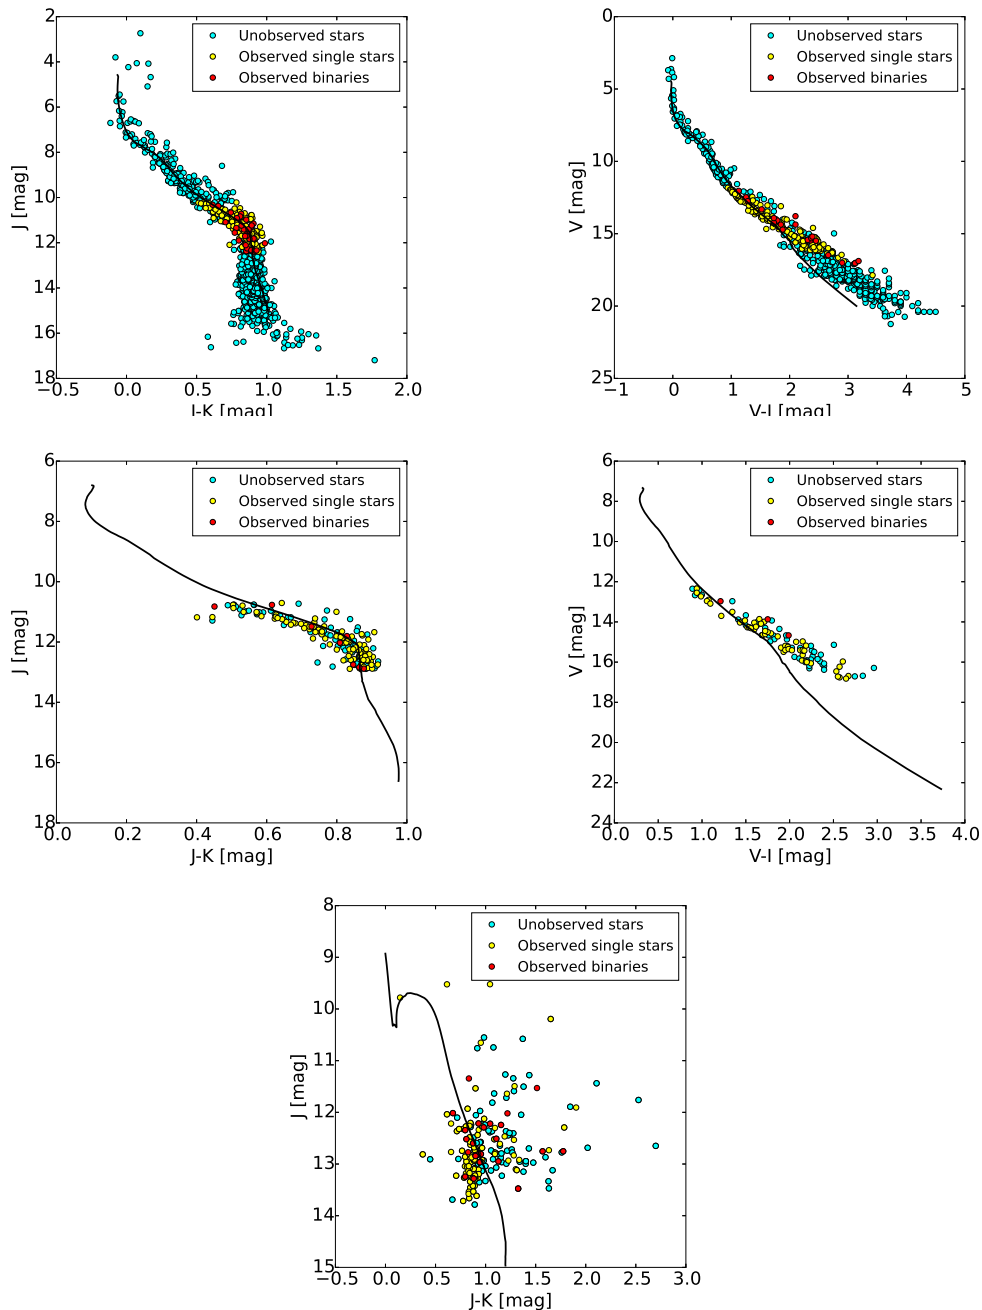 2
4
6
8
10
12
14
16
18
J [mag]
−0.5 0.0 0.5 1.0 1.5 2.0
J-K [mag]
Unobserved stars
Observed single stars
Observed binaries
0
5
10
15
20
25
V [mag]
−1 0 1 2 3 4 5
V-I [mag]
Unobserved stars
Observed single stars
Observed binaries
6
8
10
12
14
16
18
J [mag]
0.0 0.2 0.4 0.6 0.8 1.0
J-K [mag]
Unobserved stars
Observed single stars
Observed binaries
6
8
10
12
14
16
18
20
22
24
V [mag]
0.0 0.5 1.0 1.5 2.0 2.5 3.0 3.5 4.0
V-I [mag]
Unobserved stars
Observed single stars
Observed binaries
8
9
10
11
12
13
14
15
J [mag]
−0.5 0.0 0.5 1.0 1.5 2.0 2.5 3.0
J-K [mag]
Unobserved stars
Observed single stars
Observed binaries